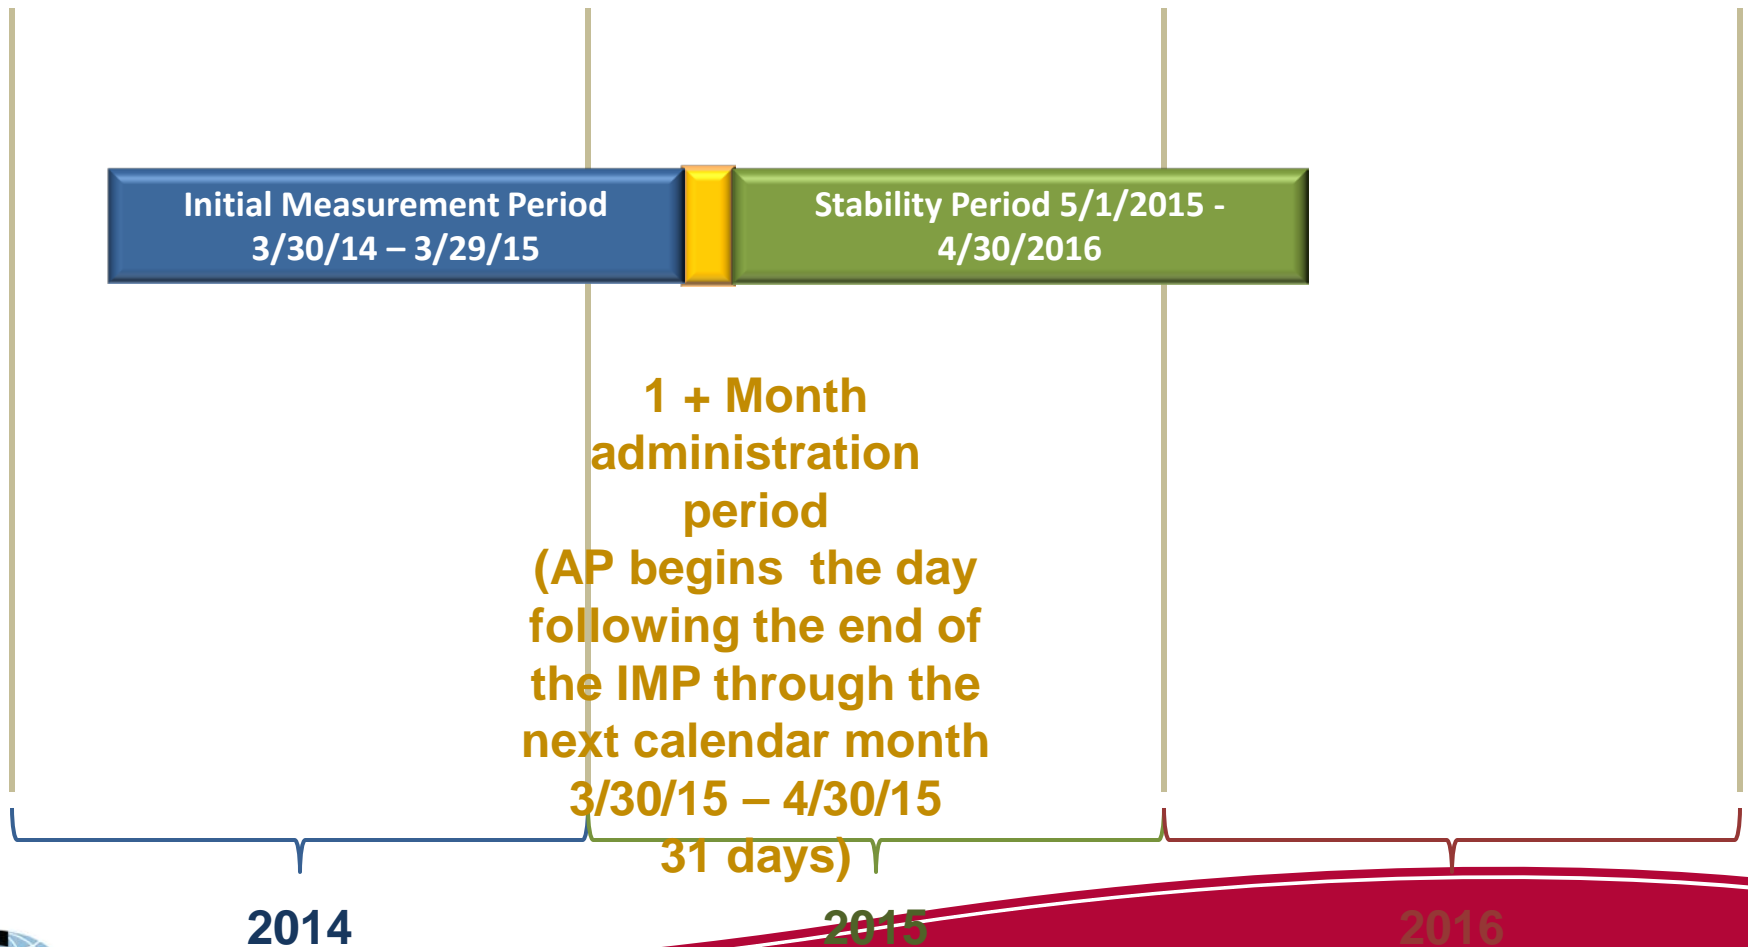 Initial Measurement Period
3/30/14 – 3/29/15
Stability Period 5/1/2015 -
4/30/2016
1 + Month
administration
period
(AP begins  the day
following the end of
the IMP through the
next calendar month
3/30/15 – 4/30/15
31 days)
2014
2015
2016